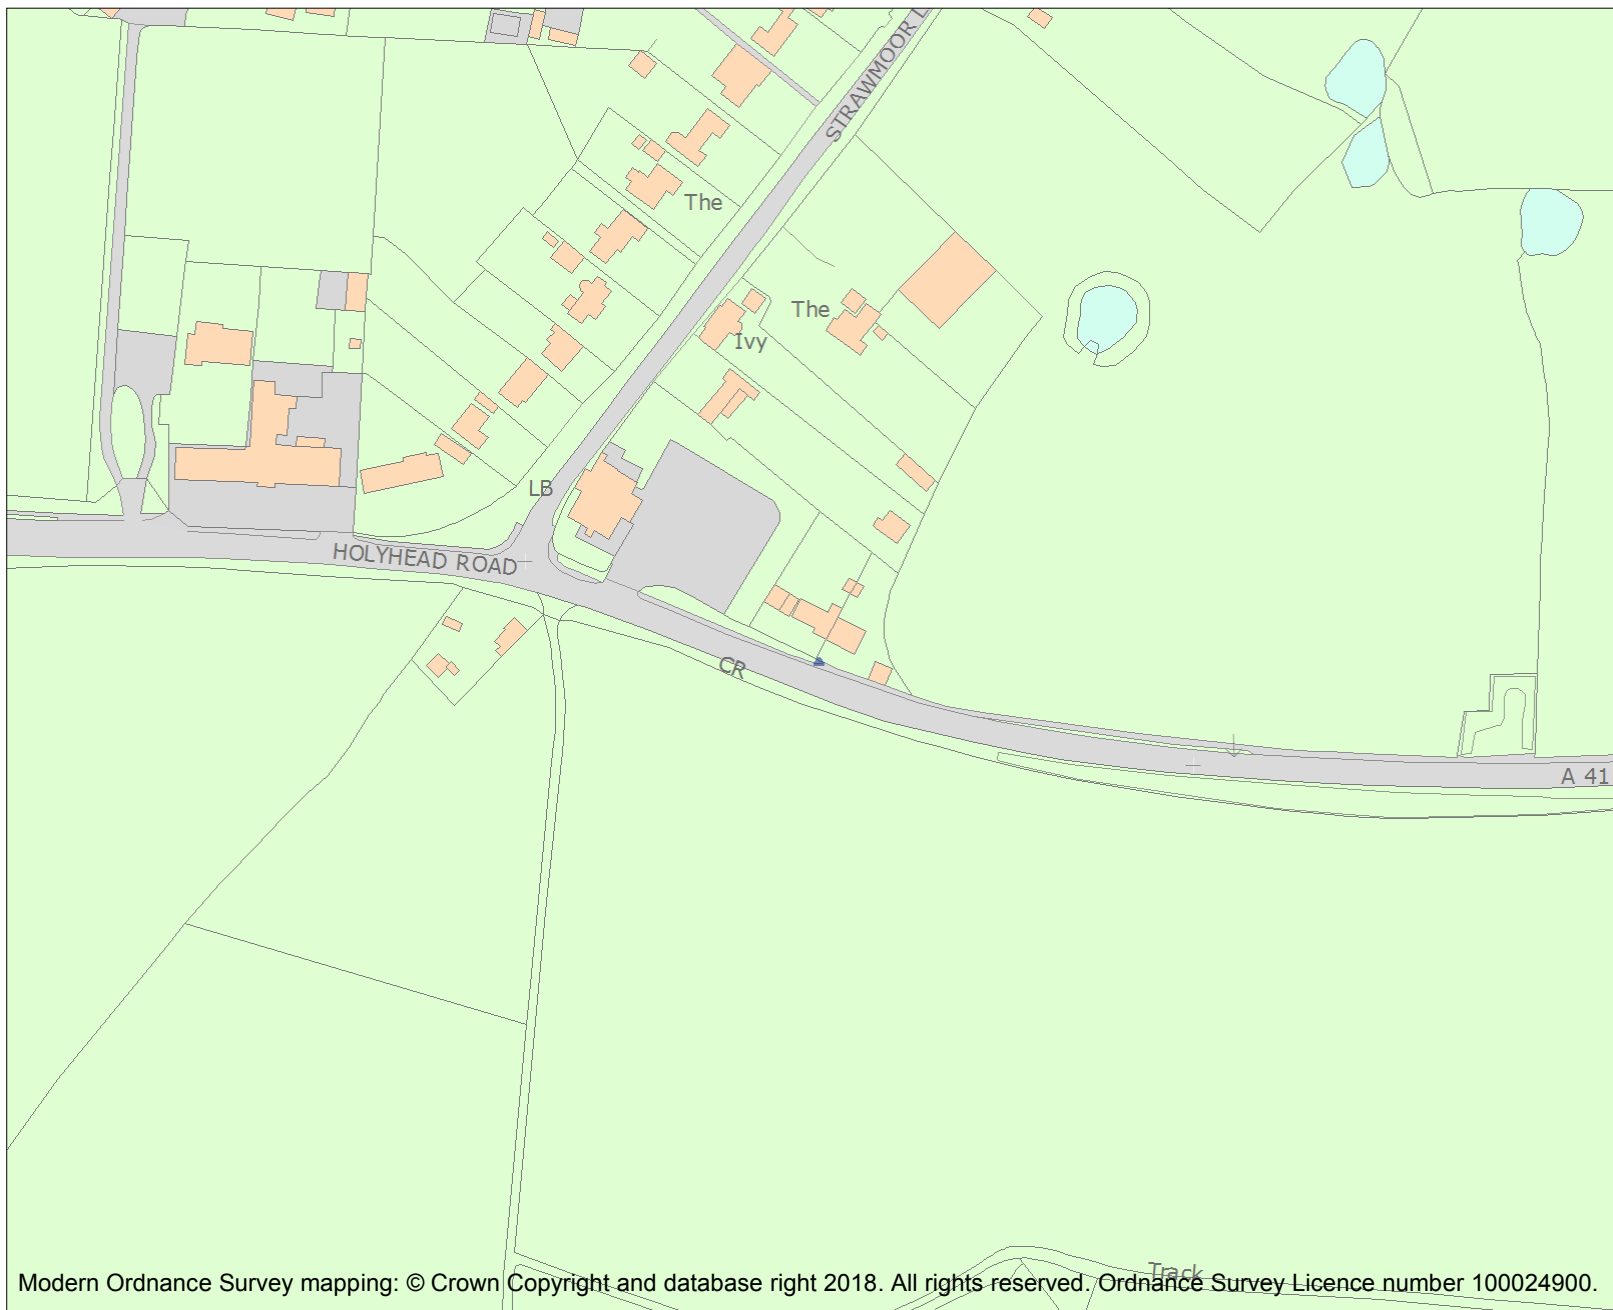 STRAWMOOR L
The
The
Ivy
LB
HOLYHEAD ROAD
CR
A 41
Track
Modern Ordnance Survey mapping: © Crown Copyright and database right 2018. All rights reserved. Ordnance Survey Licence number 100024900.